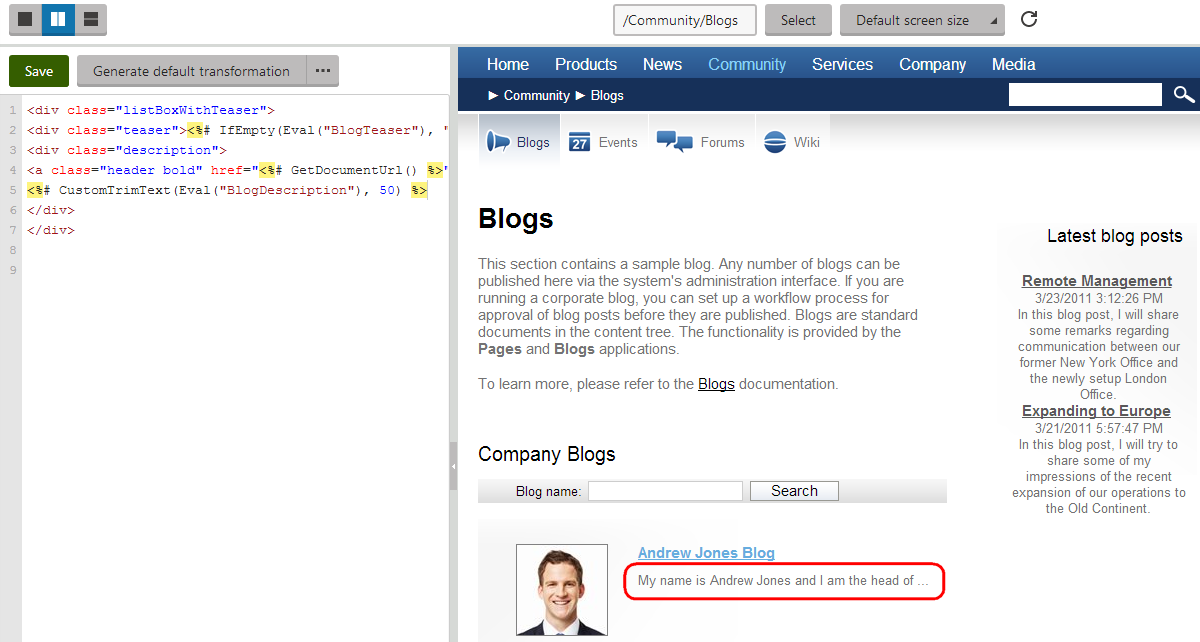 /Community/Blogs Select Default screen size
Save Generate default transformation ...
1 <div class="listBoxWithTeaser">
2 <div class="teaser"><%# IfEmpty(Eval("BlogTeaser"), "
3 <div class="description">
4 <a class="header bold" href="<%# GetDocumentUrl() %>"
5 <%# CustomTrimText(Eval("BlogDescription"), 50) %>
6 </div>
7 </div>
8
9
Home Products News Community Services Company Media
► Community ► Blogs
Blogs 27 Events Forums Wiki
Blogs
This section contains a sample blog. Any number of blogs can be
published here via the system's administration interface. If you are
running a corporate blog, you can set up a workflow process for
approval of blog posts before they are published. Blogs are standard
documents in the content tree. The functionality is provided by the
Pages and Blogs applications.
To learn more, please refer to the Blogs documentation.
Company Blogs
Blog name: Search
Andrew Jones Blog
My name is Andrew Jones and I am the head of ...
Latest blog posts
Remote Management
3/23/2011 3:12:26 PM
In this blog post, I will share
some remarks regarding
communication between our
former New York Office and
the newly setup London
Office.
Expanding to Europe
3/21/2011 5:57:47 PM
In this blog post, I will try to
share some of my
impressions of the recent
expansion of our operations to
the Old Continent.